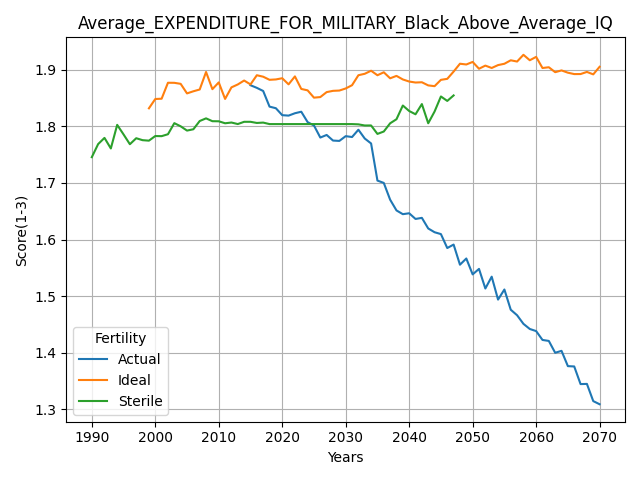 Average_EXPENDITURE_FOR_MILITARY_Black_Above_Average_IQ
Score(1-3)
1.9
1.8
1.7
1.6
1.5
1.4
1.3
Fertility
Actual
Ideal
Sterile
1990 2000 2010 2020 2030 2040 2050 2060 2070
Years